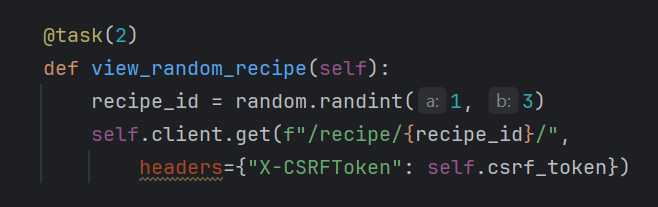 @task(2)
def view_random_recipe(self):
    recipe_id = random.randint(a: 1, b: 3)
    self.client.get(f"/recipe/{recipe_id}/",
        headers={"X-CSRFToken": self.csrf_token})